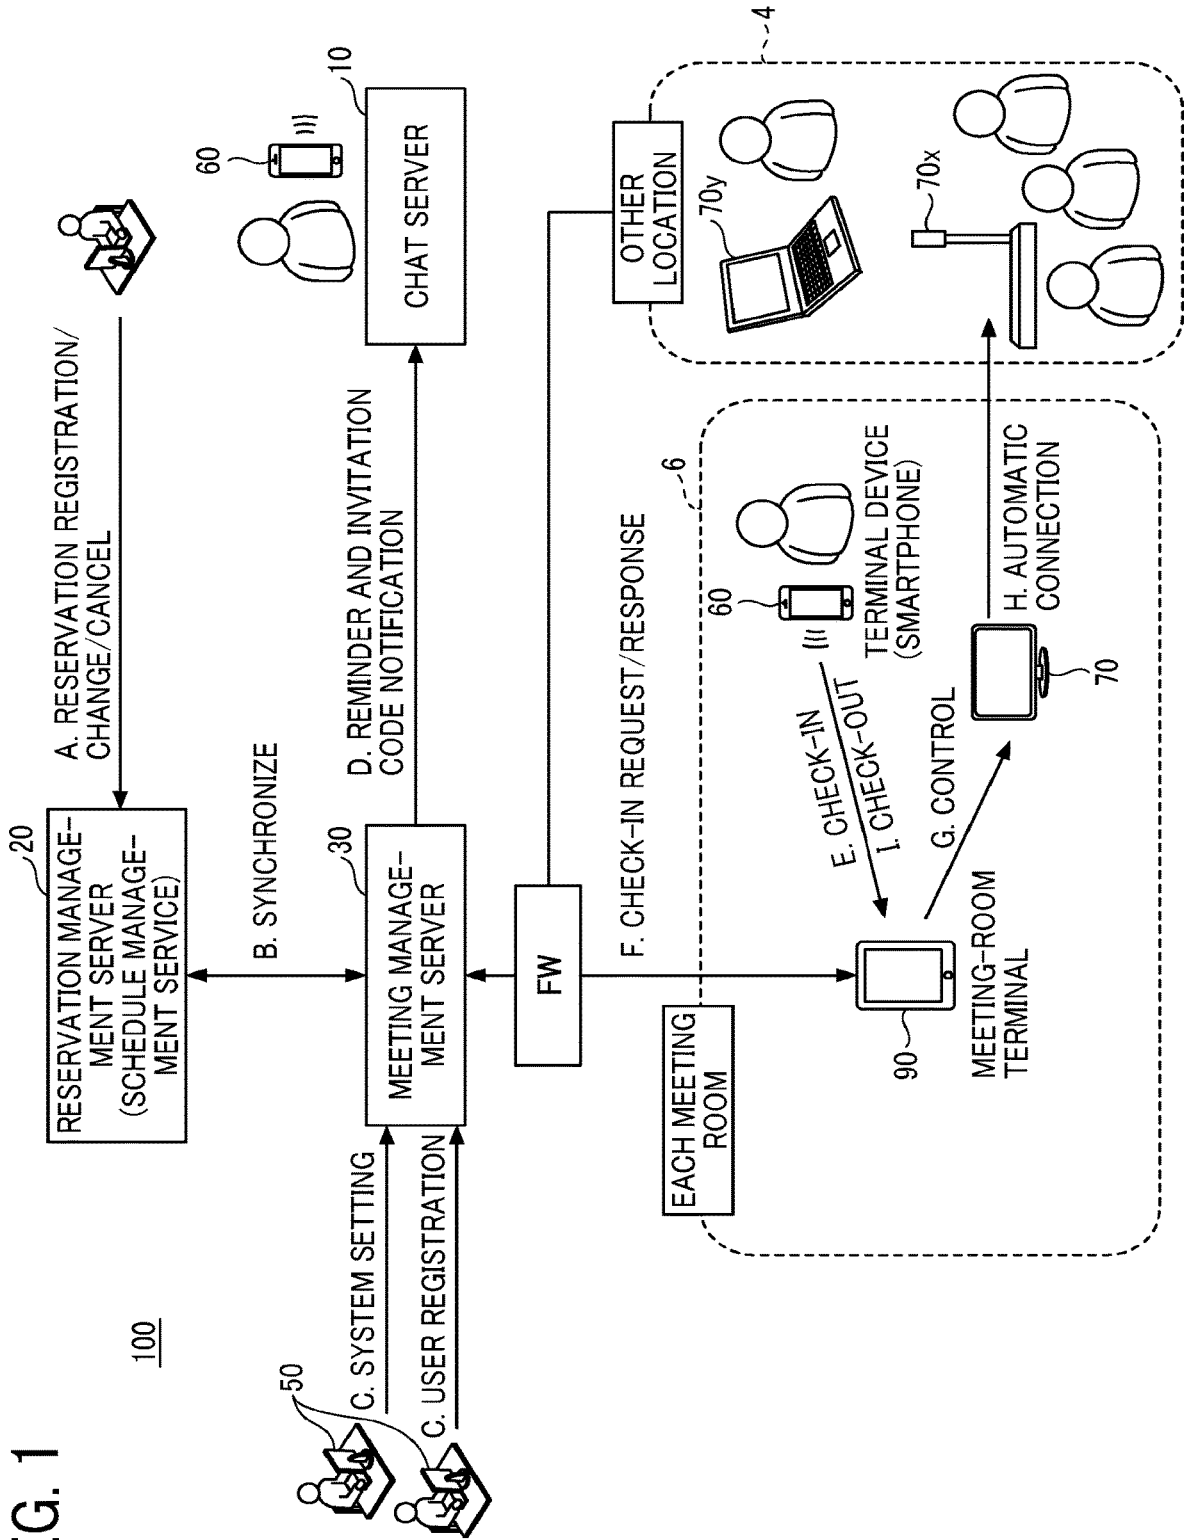 FIG. 1
100
20
RESERVATION MANAGE-
MENT SERVER
(SCHEDULE MANAGE-
MENT SERVICE)
A. RESERVATION REGISTRATION/
CHANGE/CANCEL
B. SYNCHRONIZE
50
C. SYSTEM SETTING
C. USER REGISTRATION
30
MEETING MANAGE-
MENT SERVER
D. REMINDER AND INVITATION
CODE NOTIFICATION
60
10
CHAT SERVER
FW
F. CHECK-IN REQUEST/RESPONSE
EACH MEETING
ROOM
6
OTHER
LOCATION
4
60
TERMINAL DEVICE
(SMARTPHONE)
E. CHECK-IN
I. CHECK-OUT
90
MEETING-ROOM
TERMINAL
G. CONTROL
70
H. AUTOMATIC
CONNECTION
70y
70x